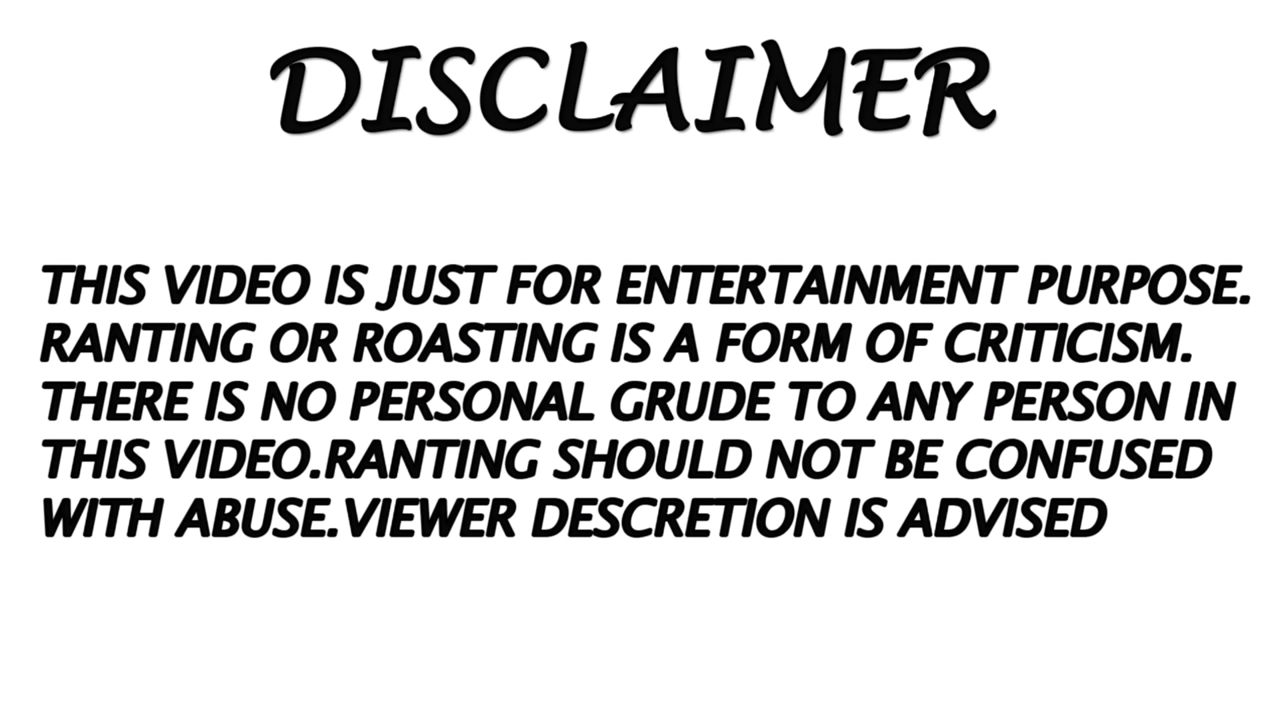 DISCLAIMER
THIS VIDEO IS JUST FOR ENTERTAINMENT PURPOSE.
RANTING OR ROASTING IS A FORM OF CRITICISM.
THERE IS NO PERSONAL GRUDE TO ANY PERSON IN
THIS VIDEO.RANTING SHOULD NOT BE CONFUSED
WITH ABUSE.VIEWER DESCRETION IS ADVISED